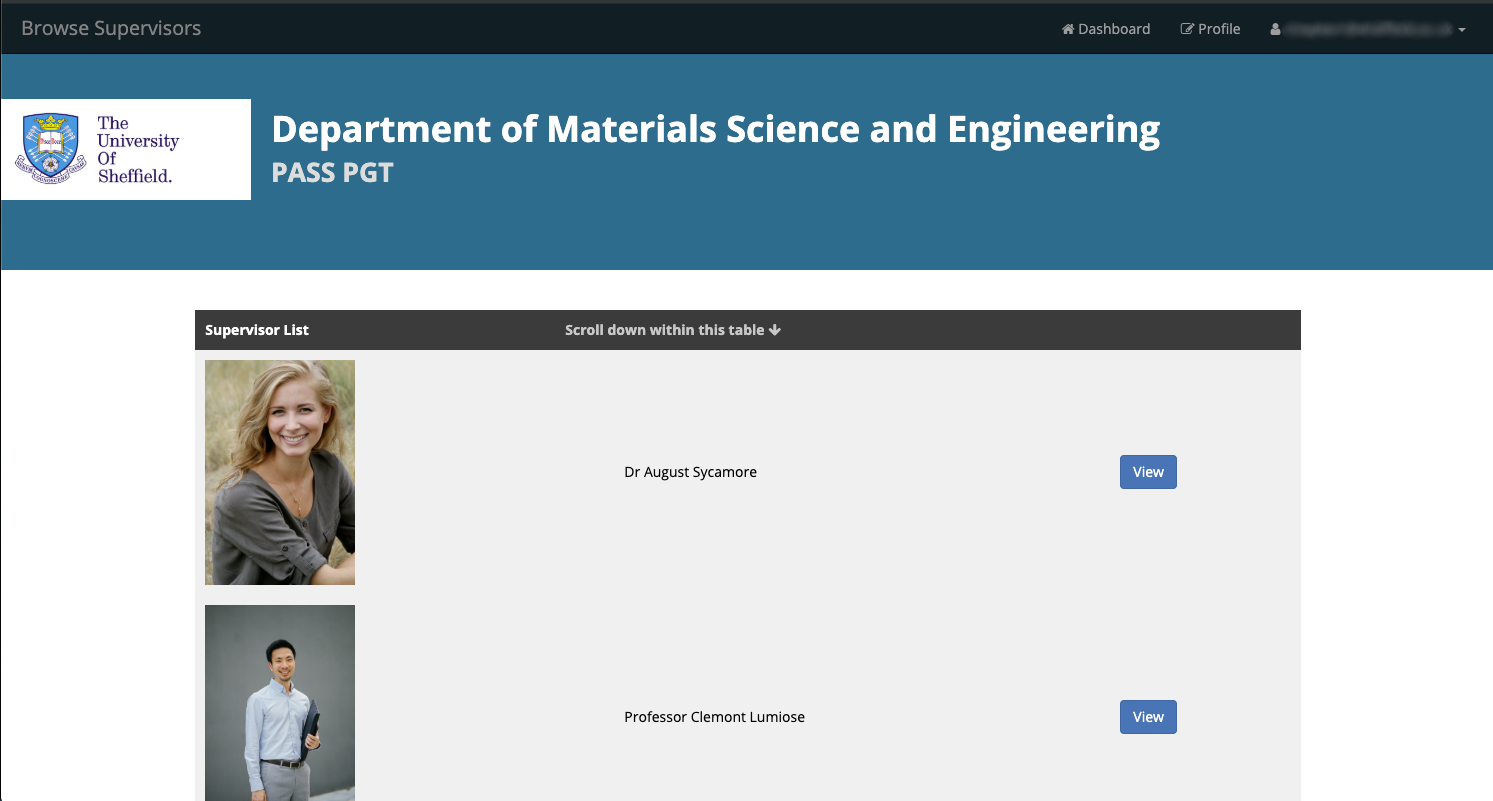 Browse Supervisors
Dashboard
Profile
The
University
Of
Sheffield.
Department of Materials Science and Engineering
PASS PGT
Supervisor List
Scroll down within this table
Dr August Sycamore
View
Professor Clemont Lumiose
View